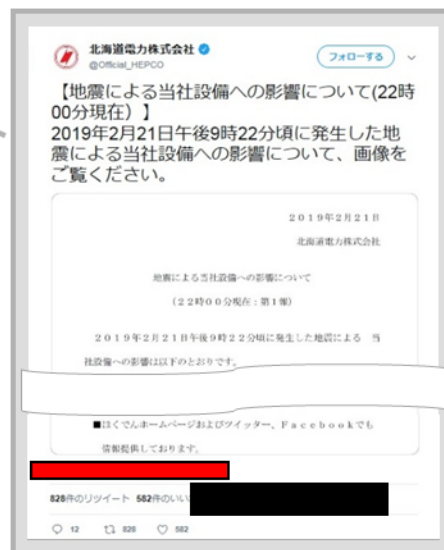 北海道電力株式会社
@Official_HEPCO
フォローする
【地震による当社設備への影響について(22時
00分現在）】
2019年2月21日午後9時22分頃に発生した地
震による当社設備への影響について、画像を
ご覧ください。
2019年2月21日
北海道電力株式会社
地震による当社設備への影響について
（22時00分現在：第1報）
2019年2月21日午後9時22分頃に発生した地震による 当
社設備への影響は以下のとおりです。
■ほくでんホームページおよびツイッター、Facebookでも
情報提供しております。
828件のリツイート 582件のいい
12 828 582